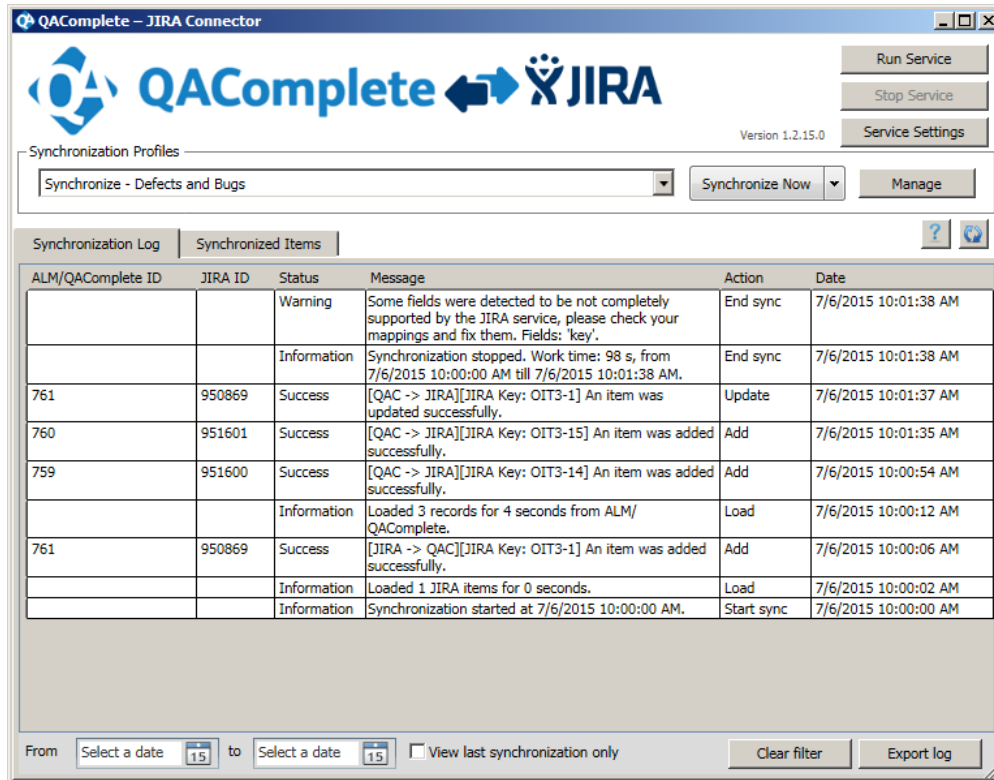 QAComplete – JIRA Connector
QAComplete JIRA
Run Service
Stop Service
Version 1.2.15.0 Service Settings
Synchronization Profiles
Synchronize - Defects and Bugs Synchronize Now Manage
Synchronization Log Synchronized Items ?
ALM/QAComplete ID JIRA ID Status Message Action Date
Warning Some fields were detected to be not completely End sync 7/6/2015 10:01:38 AM
supported by the JIRA service, please check your
mappings and fix them. Fields: 'key'.
Information Synchronization stopped. Work time: 98 s, from End sync 7/6/2015 10:01:38 AM
7/6/2015 10:00:00 AM till 7/6/2015 10:01:38 AM.
761 950869 Success [QAC -> JIRA][JIRA Key: OIT3-1] An item was Update 7/6/2015 10:01:37 AM
updated successfully.
760 951601 Success [QAC -> JIRA][JIRA Key: OIT3-15] An item was added Add 7/6/2015 10:01:35 AM
successfully.
759 951600 Success [QAC -> JIRA][JIRA Key: OIT3-14] An item was added Add 7/6/2015 10:00:54 AM
successfully.
Information Loaded 3 records for 4 seconds from ALM/ Load 7/6/2015 10:00:12 AM
QAComplete.
761 950869 Success [JIRA -> QAC][JIRA Key: OIT3-1] An item was added Add 7/6/2015 10:00:06 AM
successfully.
Information Loaded 1 JIRA items for 0 seconds. Load 7/6/2015 10:00:02 AM
Information Synchronization started at 7/6/2015 10:00:00 AM. Start sync 7/6/2015 10:00:00 AM
From Select a date 15 to Select a date 15 View last synchronization only Clear filter Export log